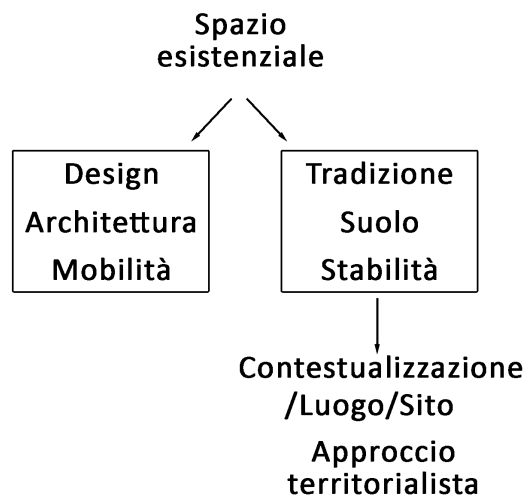 Spazio
esistenziale
Design
Architettura
Mobilità
Tradizione
Suolo
Stabilità
Contestualizzazione
/Luogo/Sito
Approccio
territorialista